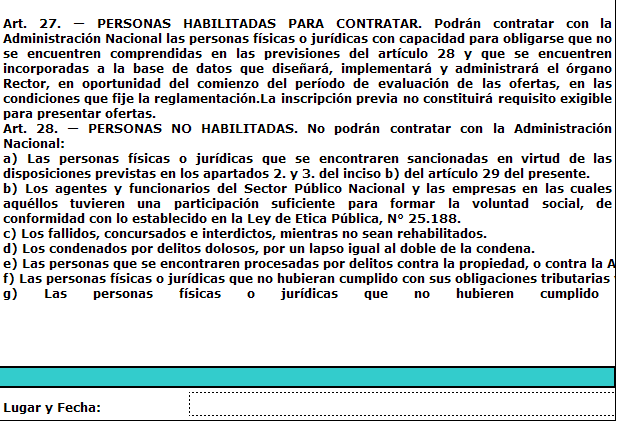 Art. 27. — PERSONAS HABILITADAS PARA CONTRATAR. Podrán contratar con la
Administración Nacional las personas físicas o jurídicas con capacidad para obligarse que no
se encuentren comprendidas en las previsiones del artículo 28 y que se encuentren
incorporadas a la base de datos que diseñará, implementará y administrará el órgano
Rector, en oportunidad del comienzo del período de evaluación de las ofertas, en las
condiciones que fije la reglamentación.La inscripción previa no constituirá requisito exigible
para presentar ofertas.
Art. 28. — PERSONAS NO HABILITADAS. No podrán contratar con la Administración
Nacional:
a) Las personas físicas o jurídicas que se encontraren sancionadas en virtud de las
disposiciones previstas en los apartados 2. y 3. del inciso b) del artículo 29 del presente.
b) Los agentes y funcionarios del Sector Público Nacional y las empresas en las cuales
aquéllos tuvieren una participación suficiente para formar la voluntad social, de
conformidad con lo establecido en la Ley de Etica Pública, N° 25.188.
c) Los fallidos, concursados e interdictos, mientras no sean rehabilitados.
d) Los condenados por delitos dolosos, por un lapso igual al doble de la condena.
e) Las personas que se encontraren procesadas por delitos contra la propiedad, o contra la A
f) Las personas físicas o jurídicas que no hubieran cumplido con sus obligaciones tributarias
g) Las personas físicas o jurídicas que no hubieren cumplido
Lugar y Fecha: